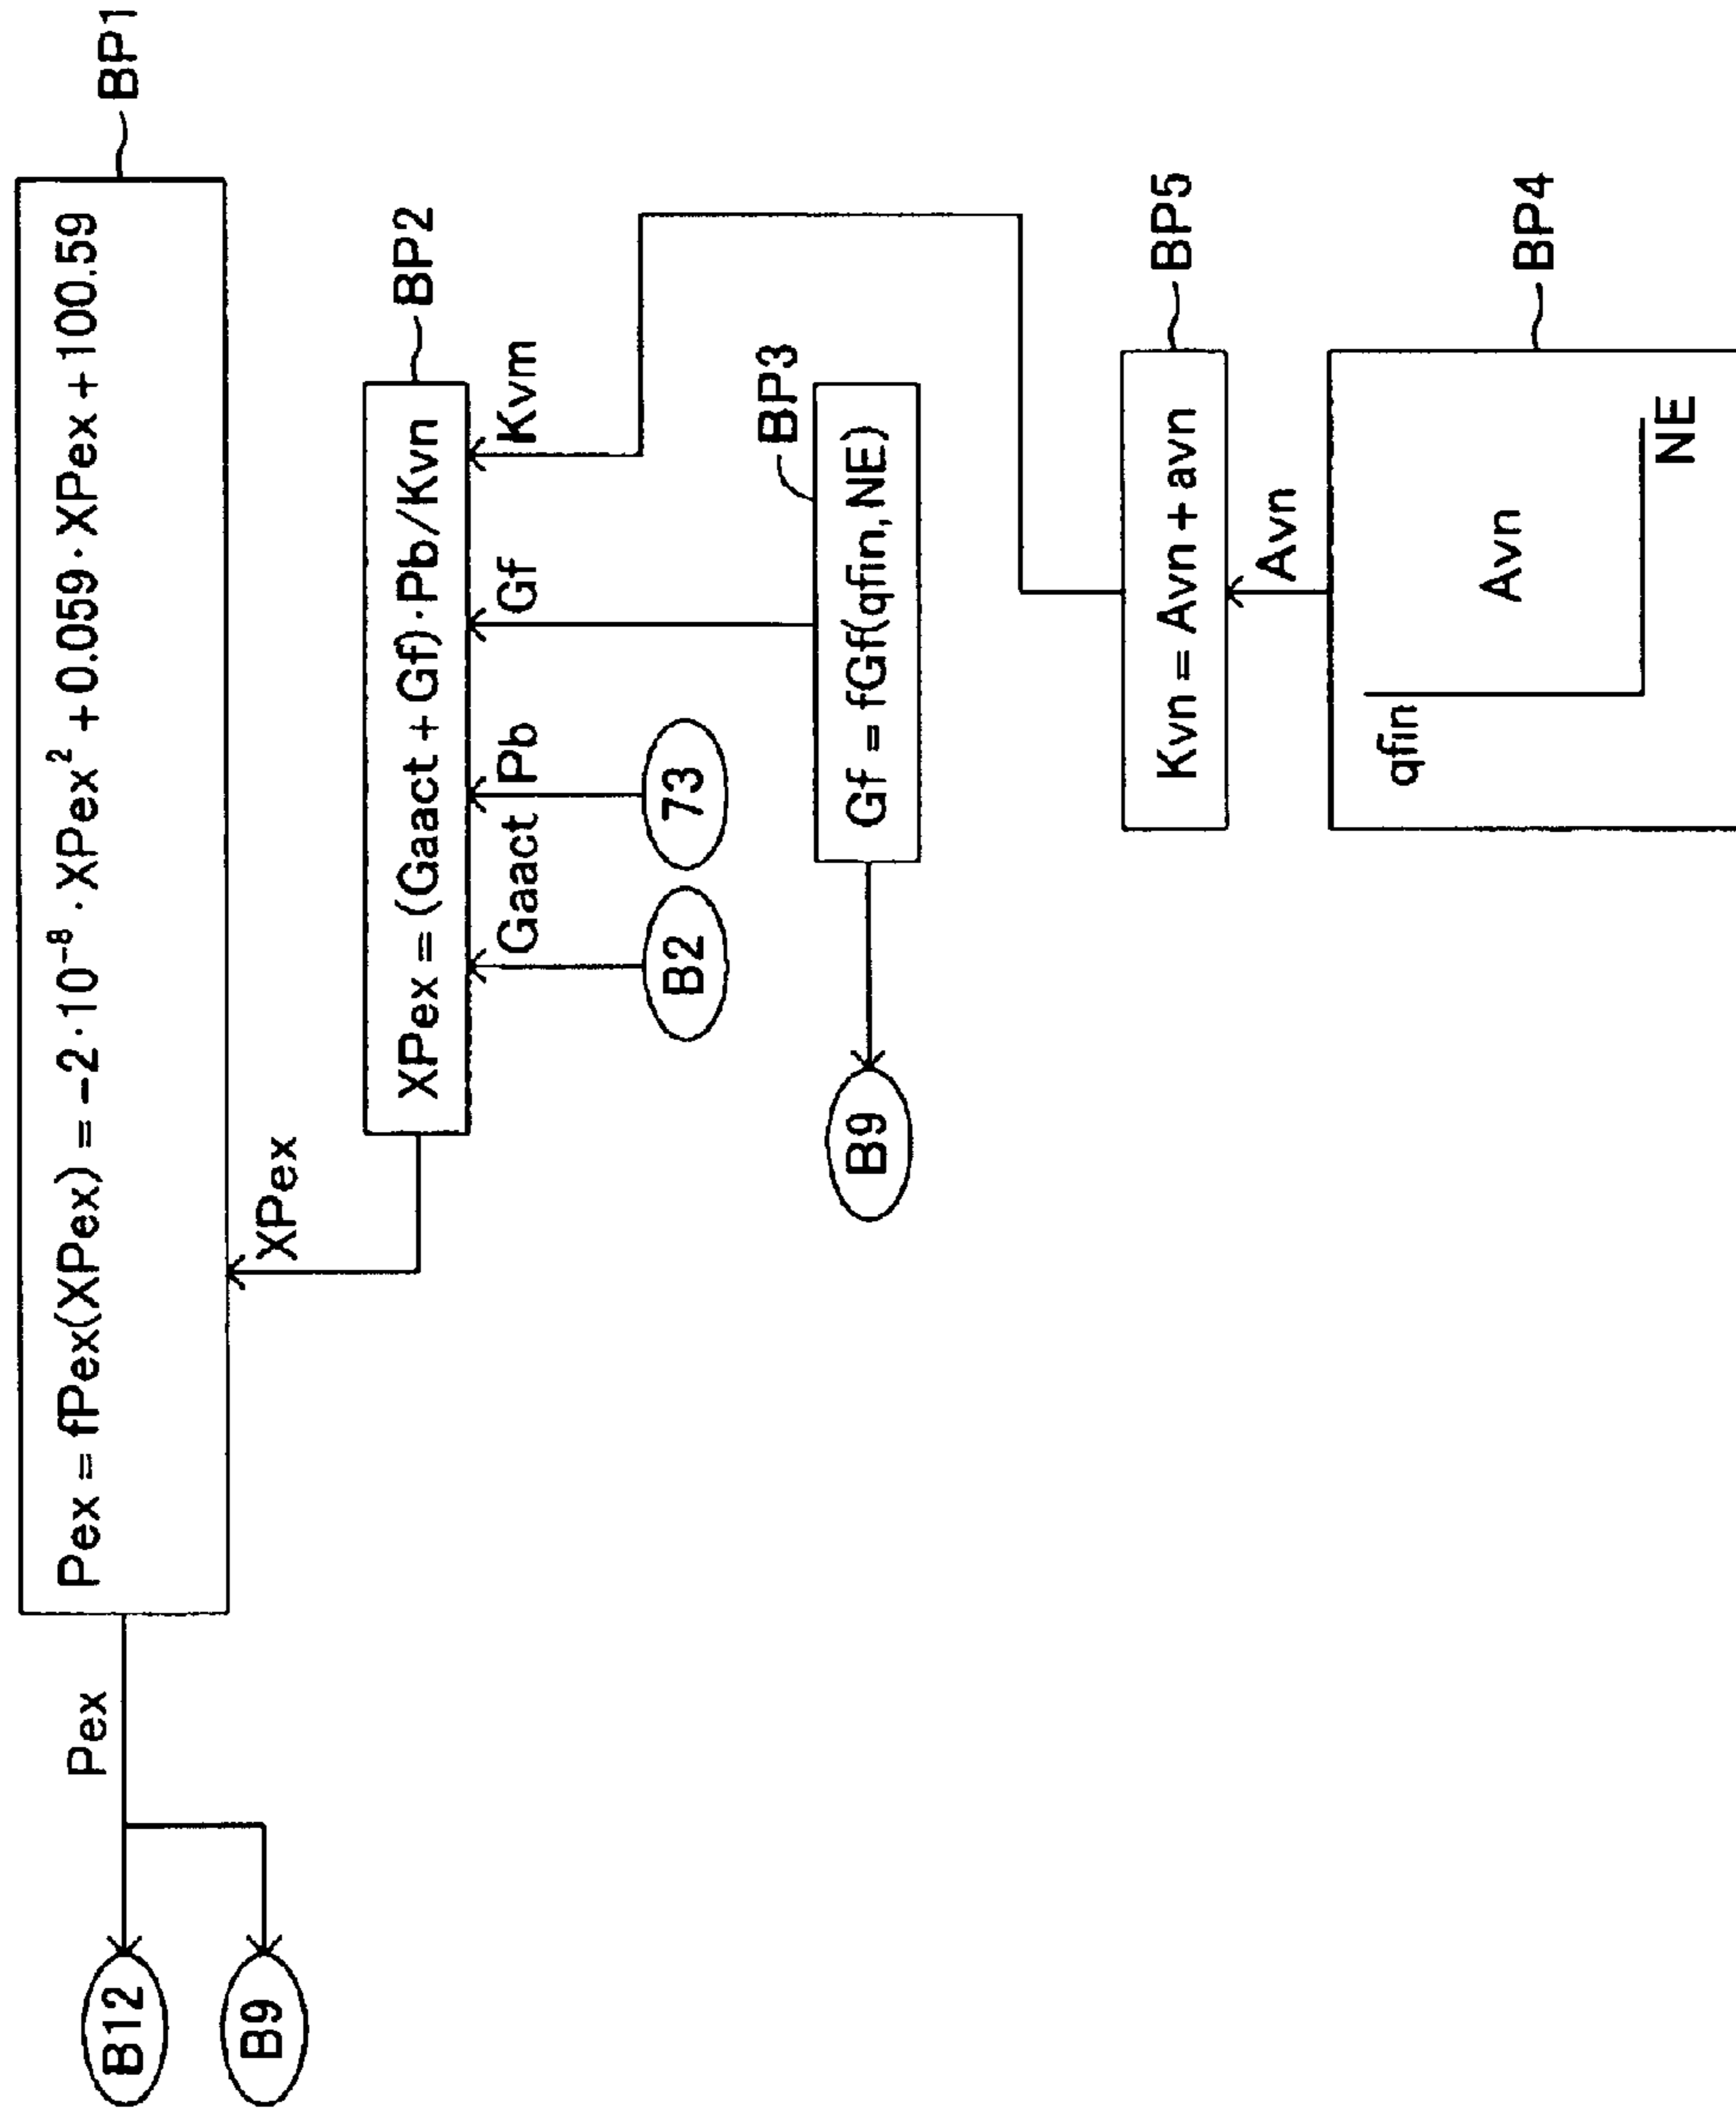 BP1
Pex = fPex(XPex) = -2·10⁻⁸·XPex² + 0.059·XPex + 100.59
Pex
B12
B9
XPex
BP2
XPex = (Gaact + Gf)·Pb/Kvn
Gaact
Pb
Gf
Kvm
B2
73
BP3
Gf = fGf(qfin, NE)
B9
BP5
Kvn = Avn + avn
Avn
BP4
qfin
Avn
NE